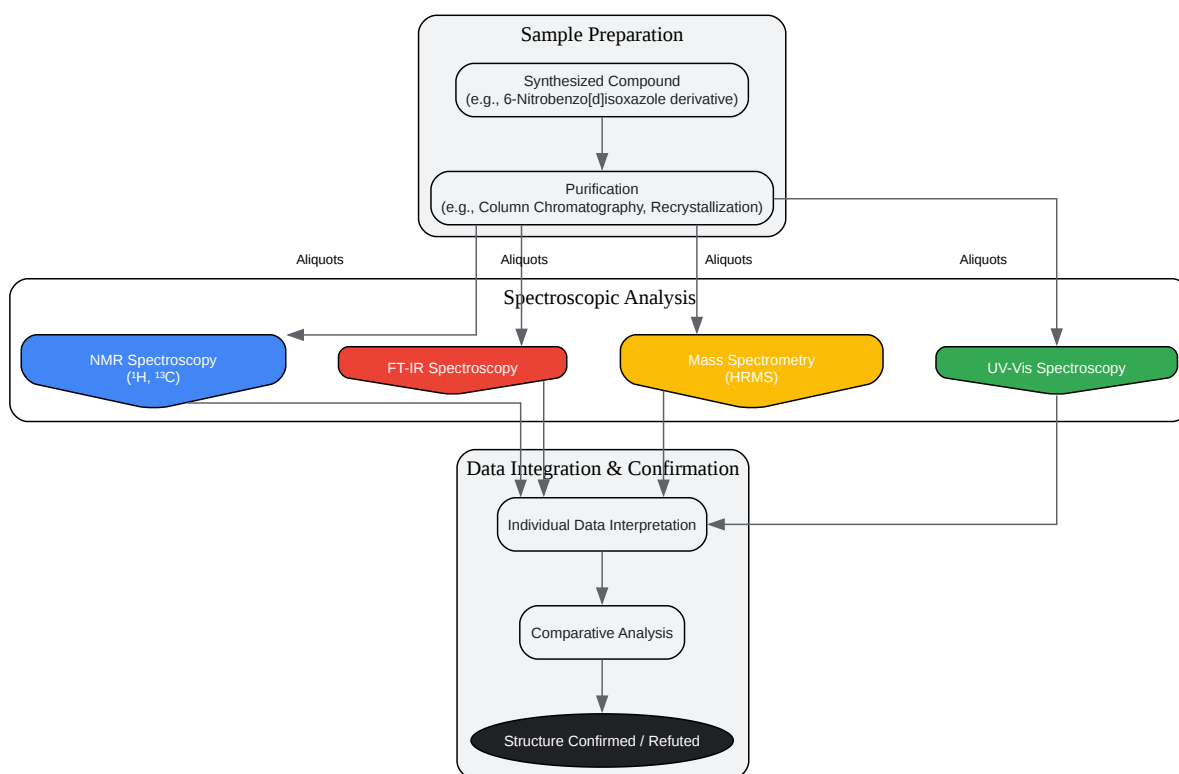 Sample Preparation
Synthesized Compound
(e.g., 6-Nitrobenzo[d]isoxazole derivative)
Purification
(e.g., Column Chromatography, Recrystallization)
Aliquots
Aliquots
Aliquots
Aliquots
Spectroscopic Analysis
NMR Spectroscopy
(¹H, ¹³C)
FT-IR Spectroscopy
Mass Spectrometry
(HRMS)
UV-Vis Spectroscopy
Data Integration & Confirmation
Individual Data Interpretation
Comparative Analysis
Structure Confirmed / Refuted